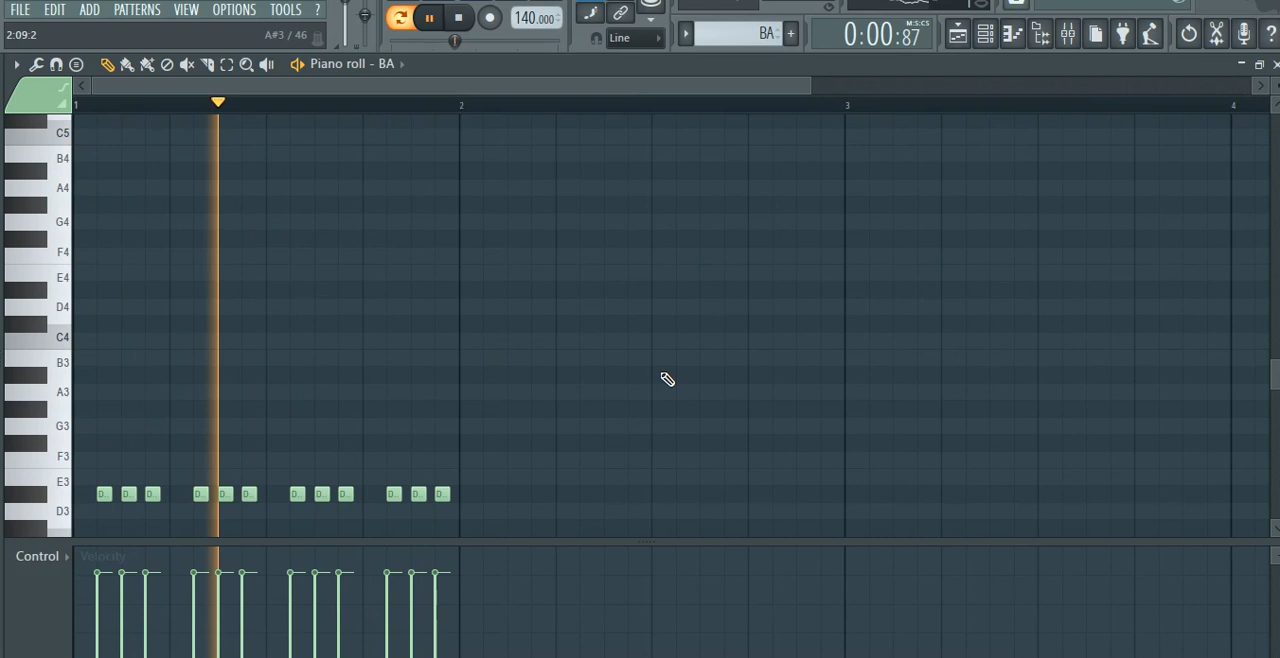 FILE EDIT ADD PATTERNS VIEW OPTIONS TOOLS ?
140.000
2:09:2 A#3 / 46
Line
BA
+
M:S:CS
0:00:87
?
Piano roll - BA
1 2 3 4
C5
B4
A4
G4
F4
E4
D4
C4
B3
A3
G3
F3
E3
D.. D.. D.. D.. D.. D.. D.. D.. D.. D.. D.. D..
D3
Control Velocity